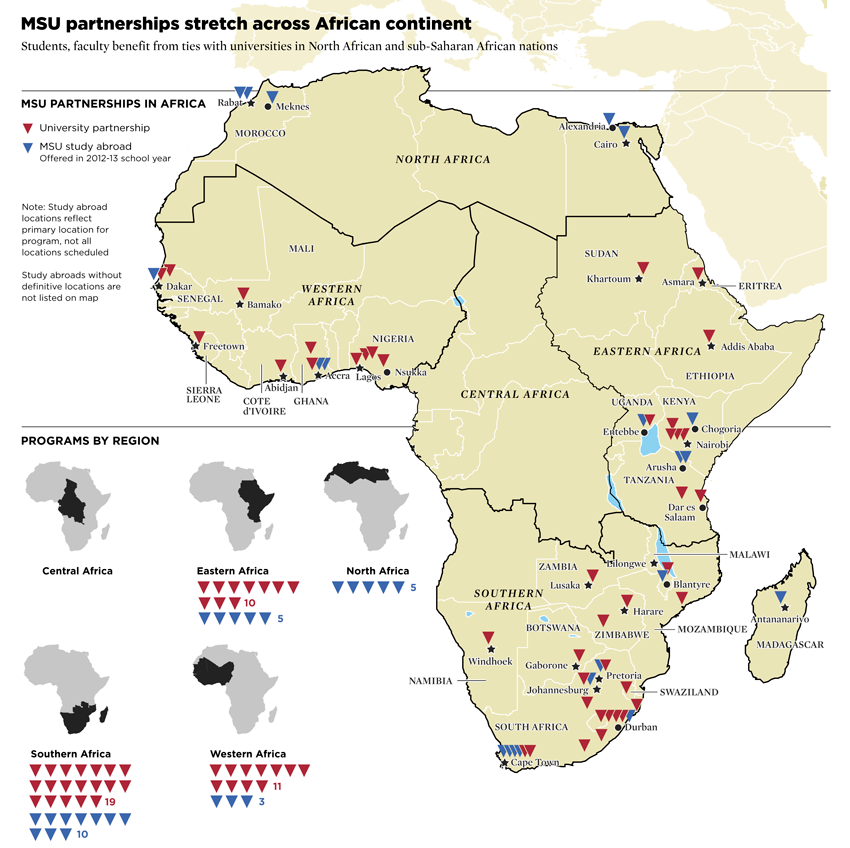 MSU partnerships stretch across African continent
Students, faculty benefit from ties with universities in North African and sub-Saharan African nations
MSU PARTNERSHIPS IN AFRICA
University partnership
MSU study abroad
Offered in 2012-13 school year
Note: Study abroad
locations reflect
primary location for
program, not all
locations scheduled
Study abroads without
definitive locations are
not listed on map
Rabat
Meknes
MOROCCO
Alexandria
Cairo
NORTH AFRICA
MALI
SUDAN
Khartoum
Asmara
ERITREA
Dakar
SENEGAL
Bamako
WESTERN
AFRICA
Freetown
NIGERIA
Addis Ababa
EASTERN AFRICA
ETHIOPIA
Abidjan
Accra
Lagos
Nsukka
SIERRA
LEONE
COTE
d'IVOIRE
GHANA
CENTRAL AFRICA
UGANDA
KENYA
Entebbe
Chogoria
Nairobi
Arusha
TANZANIA
Dar es
Salaam
MALAWI
Lilongwe
ZAMBIA
Lusaka
Blantyre
SOUTHERN
AFRICA
Harare
Antananarivo
BOTSWANA
ZIMBABWE
MOZAMBIQUE
MADAGASCAR
Windhoek
Gaborone
Pretoria
NAMIBIA
Johannesburg
SWAZILAND
SOUTH AFRICA
Durban
Cape Town
PROGRAMS BY REGION
Central Africa
Eastern Africa
10
5
North Africa
5
Southern Africa
19
10
Western Africa
11
3